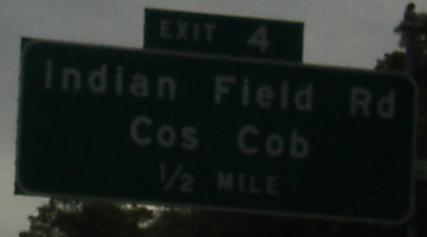 EXIT 4
Indian Field Rd
Cos Cob
1/2 MILE